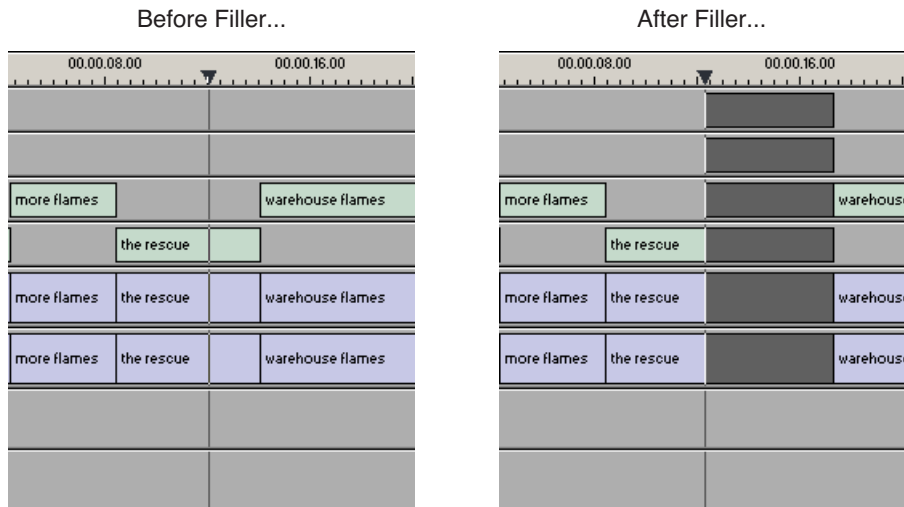 Before Filler...
00.00.08.00 00.00.16.00
more flames warehouse flames
the rescue
more flames the rescue warehouse flames
more flames the rescue warehouse flames
After Filler...
00.00.08.00 00.00.16.00
more flames warehouse
the rescue
more flames the rescue warehouse
more flames the rescue warehouse